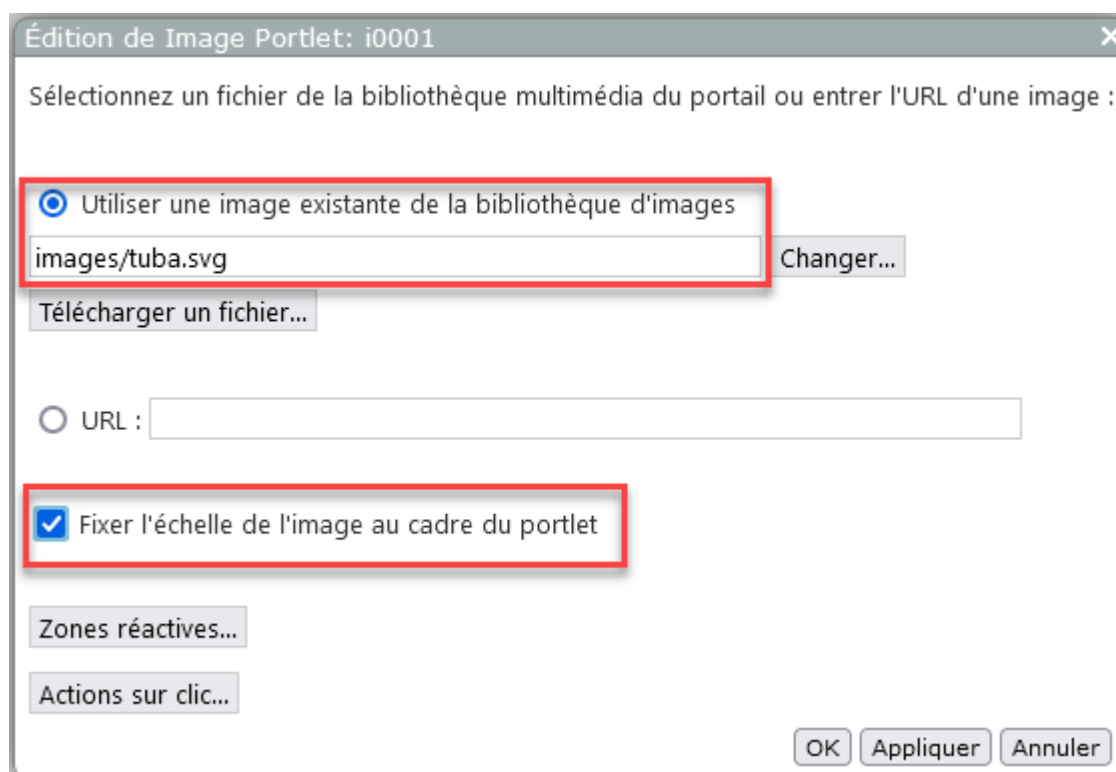 Édition de Image Portlet: i0001
Sélectionnez un fichier de la bibliothèque multimédia du portail ou entrer l'URL d'une image :
Utiliser une image existante de la bibliothèque d'images
images/tuba.svg Changer...
Télécharger un fichier...
URL :
Fixer l'échelle de l'image au cadre du portlet
Zones réactives...
Actions sur clic...
OK Appliquer Annuler